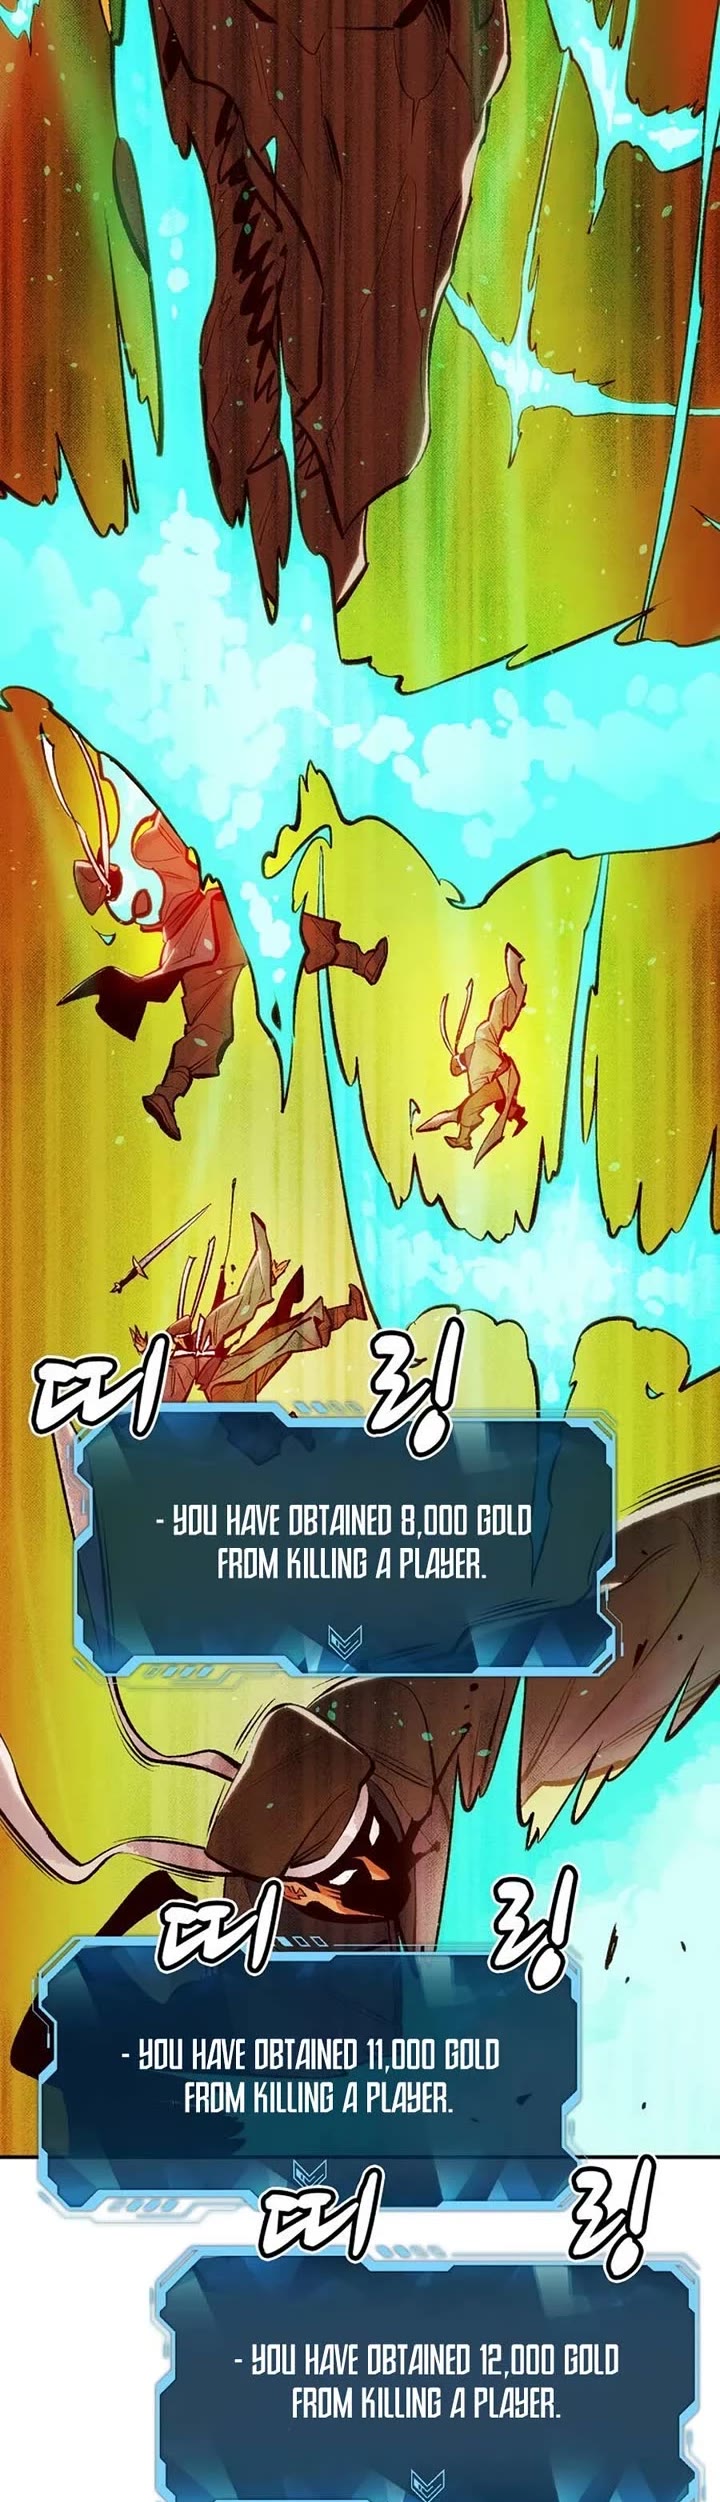 띠링!
- YOU HAVE OBTAINED 8,000 GOLD
FROM KILLING A PLAYER.
띠링!
- YOU HAVE OBTAINED 11,000 GOLD
FROM KILLING A PLAYER.
띠링!
- YOU HAVE OBTAINED 12,000 GOLD
FROM KILLING A PLAYER.